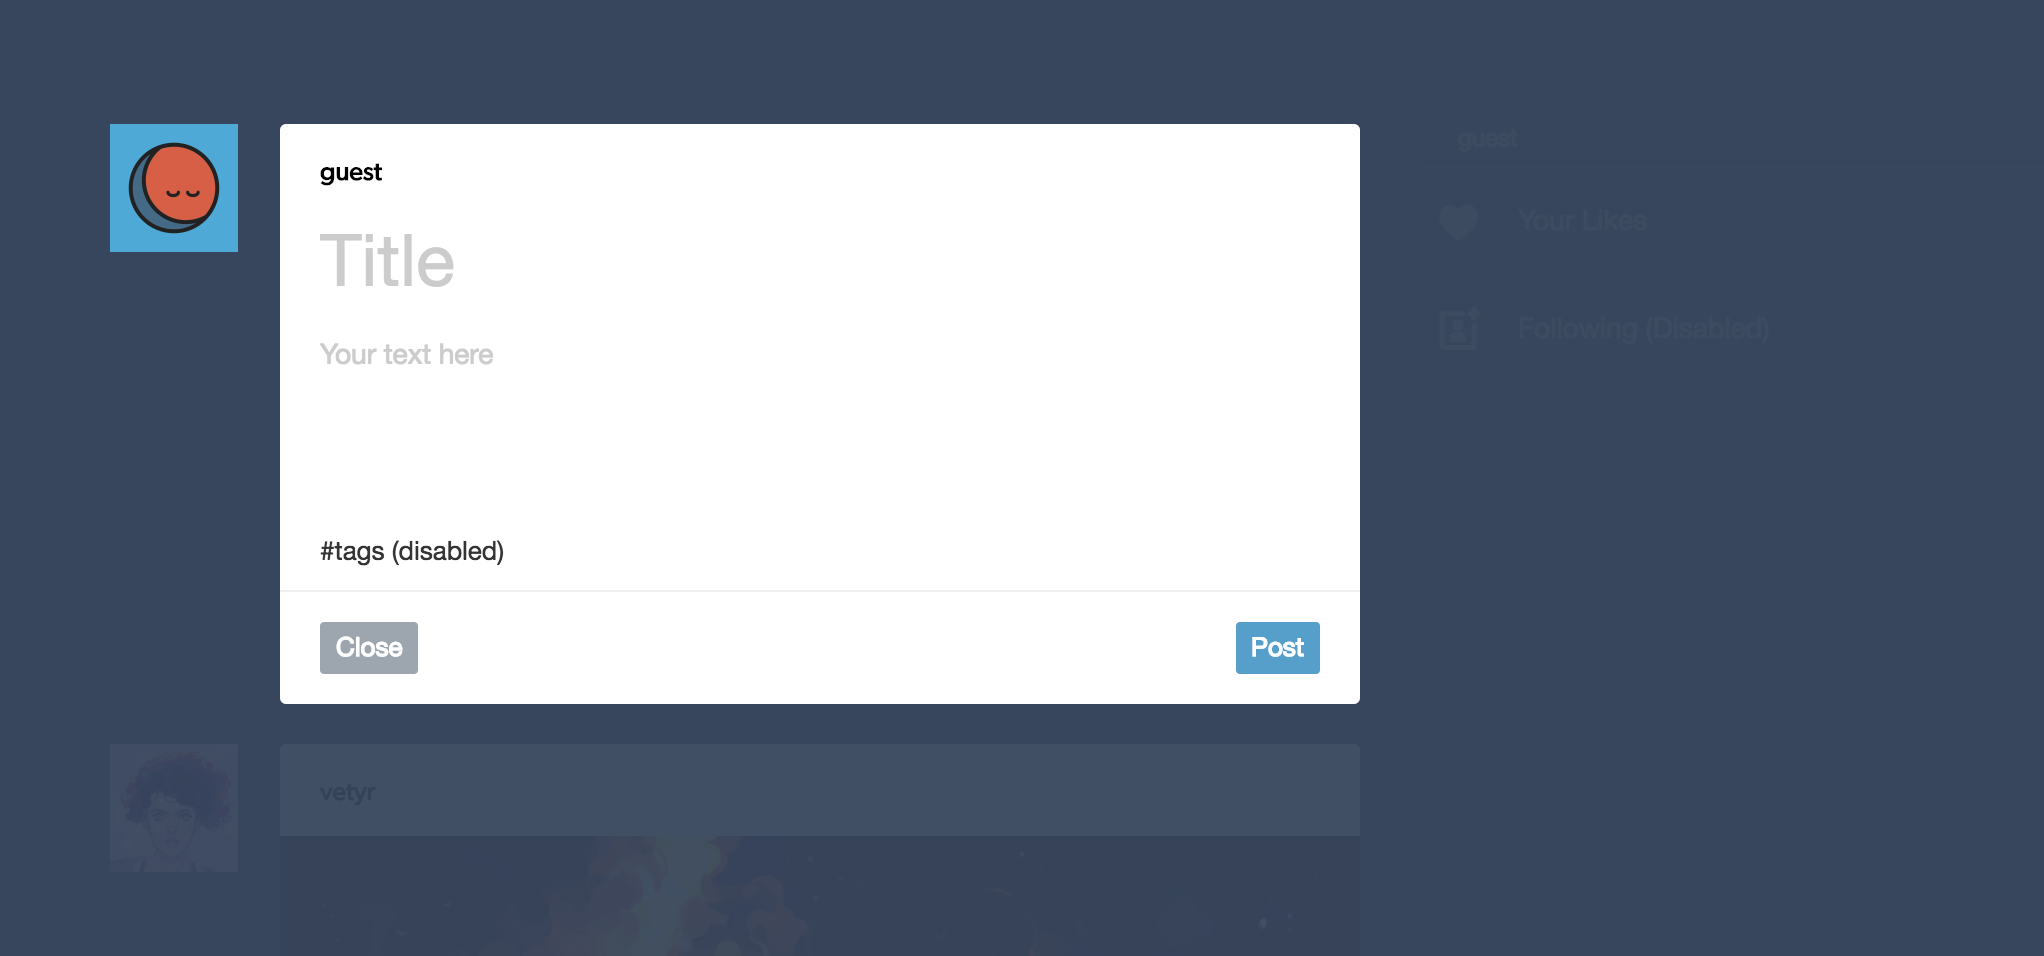 guest
Title
Your text here
#tags (disabled)
Close
Post
guest
Your Likes
Following (Disabled)
vetyr